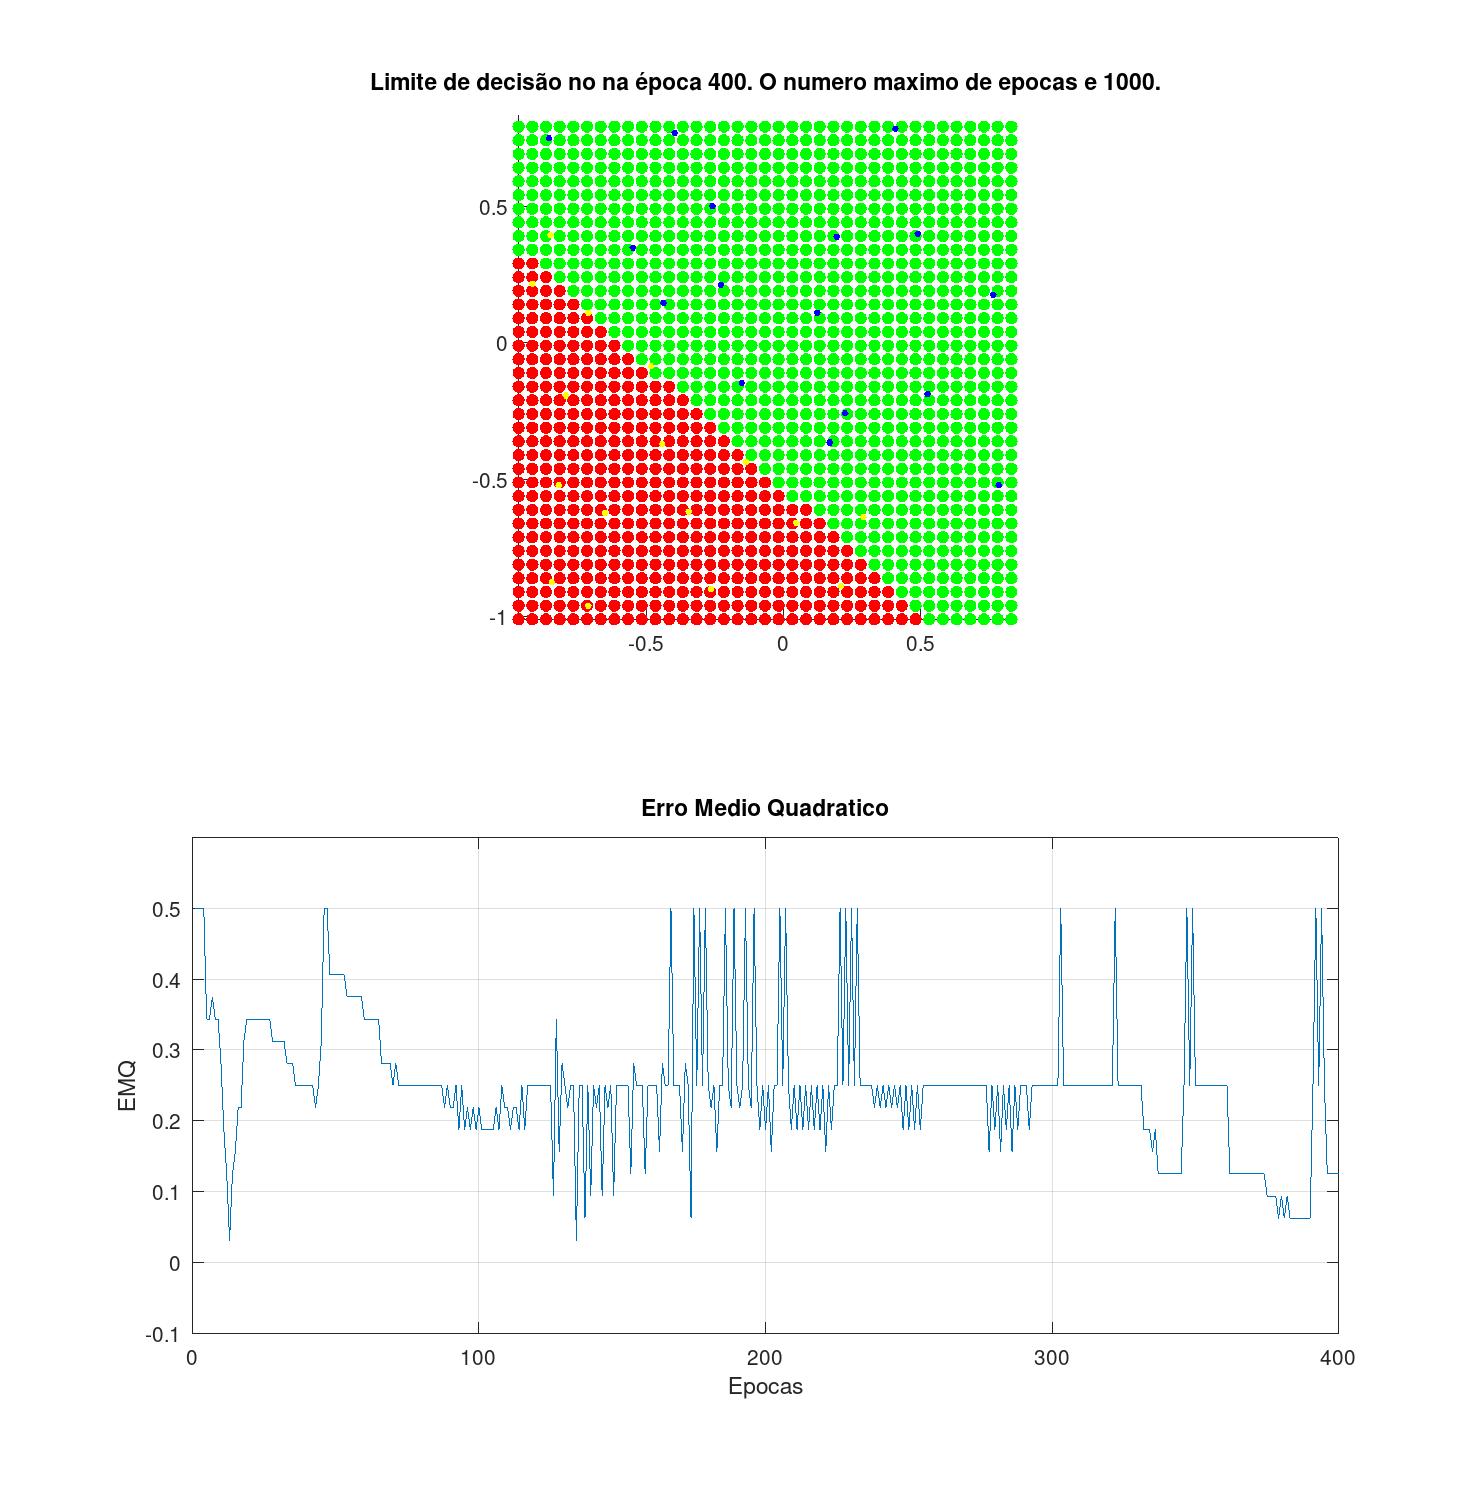 Limite de decisão no na época 400. O numero maximo de epocas e 1000.
0.5
0
-0.5
-1
-0.5 0 0.5
Erro Medio Quadratico
0.5
0.4
0.3
0.2
0.1
0
-0.1
EMQ
0 100 200 300 400
Epocas